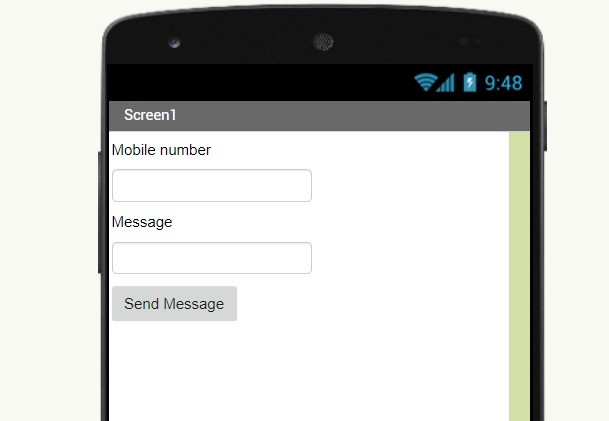 9:48
Screen1
Mobile number
Message
Send Message